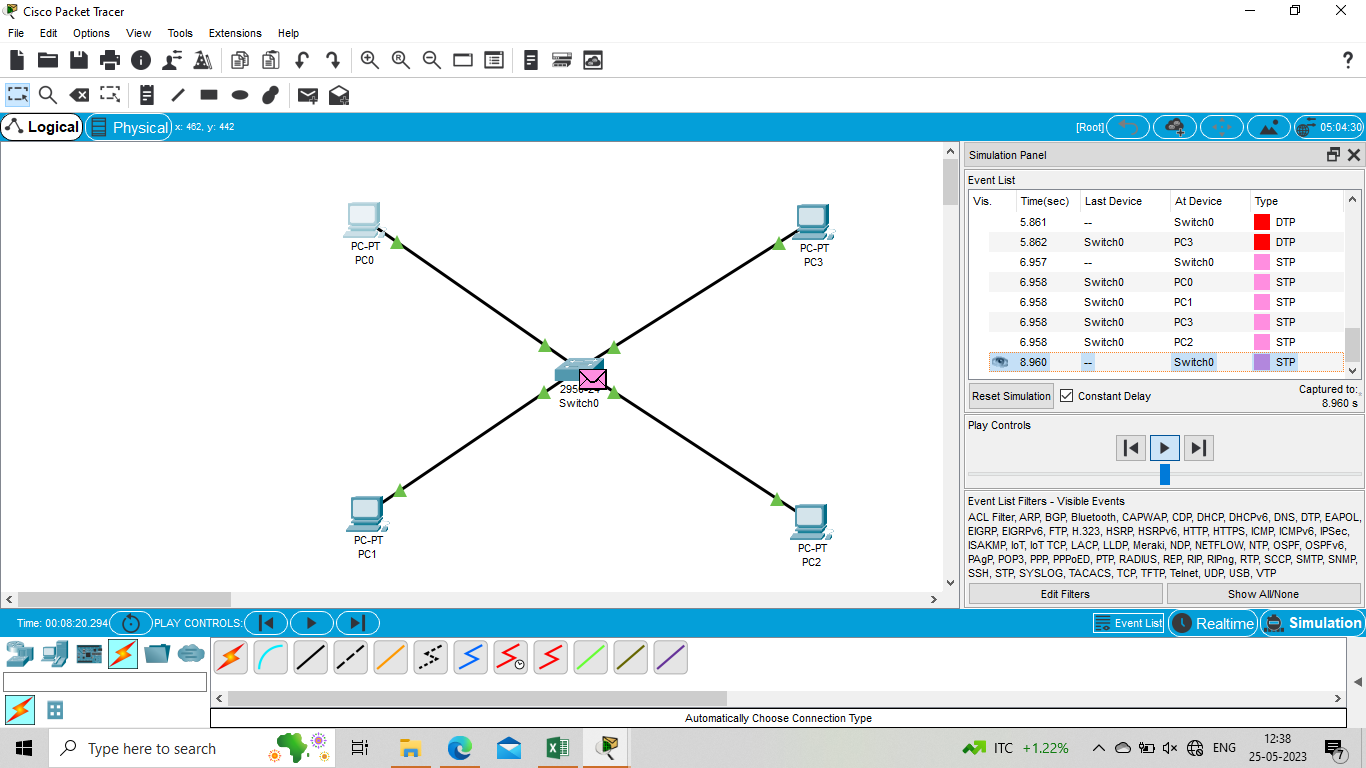 Cisco Packet Tracer
File Edit Options View Tools Extensions Help
?
Logical Physical x: 462, y: 442 [Root] 05:04:30
Simulation Panel
Event List
Vis. Time(sec) Last Device At Device Type
5.861 -- Switch0 DTP
5.862 Switch0 PC3 DTP
6.957 -- Switch0 STP
6.958 Switch0 PC0 STP
6.958 Switch0 PC1 STP
6.958 Switch0 PC3 STP
6.958 Switch0 PC2 STP
8.960 -- Switch0 STP
Reset Simulation Constant Delay Captured to:
8.960 s
Play Controls
Event List Filters - Visible Events
ACL Filter, ARP, BGP, Bluetooth, CAPWAP, CDP, DHCP, DHCPv6, DNS, DTP, EAPOL,
EIGRP, EIGRPv6, FTP, H.323, HSRP, HSRPv6, HTTP, HTTPS, ICMP, ICMPv6, IPSec,
ISAKMP, IoT, IoT TCP, LACP, LLDP, Meraki, NDP, NETFLOW, NTP, OSPF, OSPFv6,
PAgP, POP3, PPP, PPPoED, PTP, RADIUS, REP, RIP, RIPng, RTP, SCCP, SMTP, SNMP,
SSH, STP, SYSLOG, TACACS, TCP, TFTP, Telnet, UDP, USB, VTP
Edit Filters Show All/None
PC-PT
PC0
PC-PT
PC3
2950-24
Switch0
PC-PT
PC1
PC-PT
PC2
Time: 00:08:20.294 PLAY CONTROLS: Event List Realtime Simulation
Automatically Choose Connection Type
Type here to search
ITC +1.22% ENG 12:38
25-05-2023
7